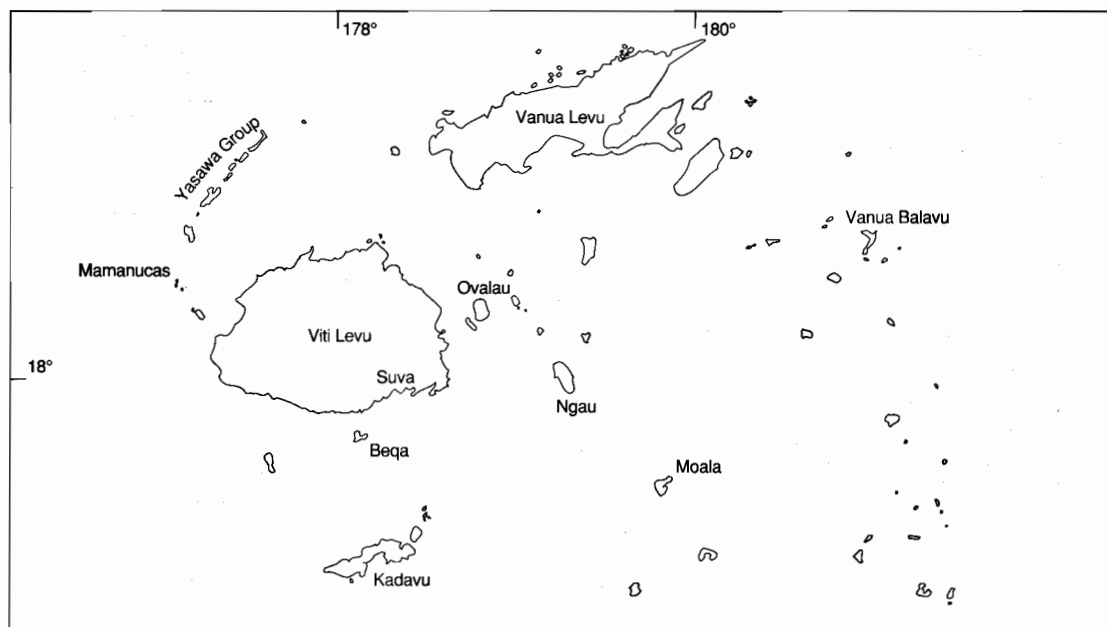 178°
180°
Vanua Levu
Yasawa Group
Vanua Balavu
Mamanucas
Ovalau
Viti Levu
18°
Suva
Ngau
Beqa
Moala
Kadavu